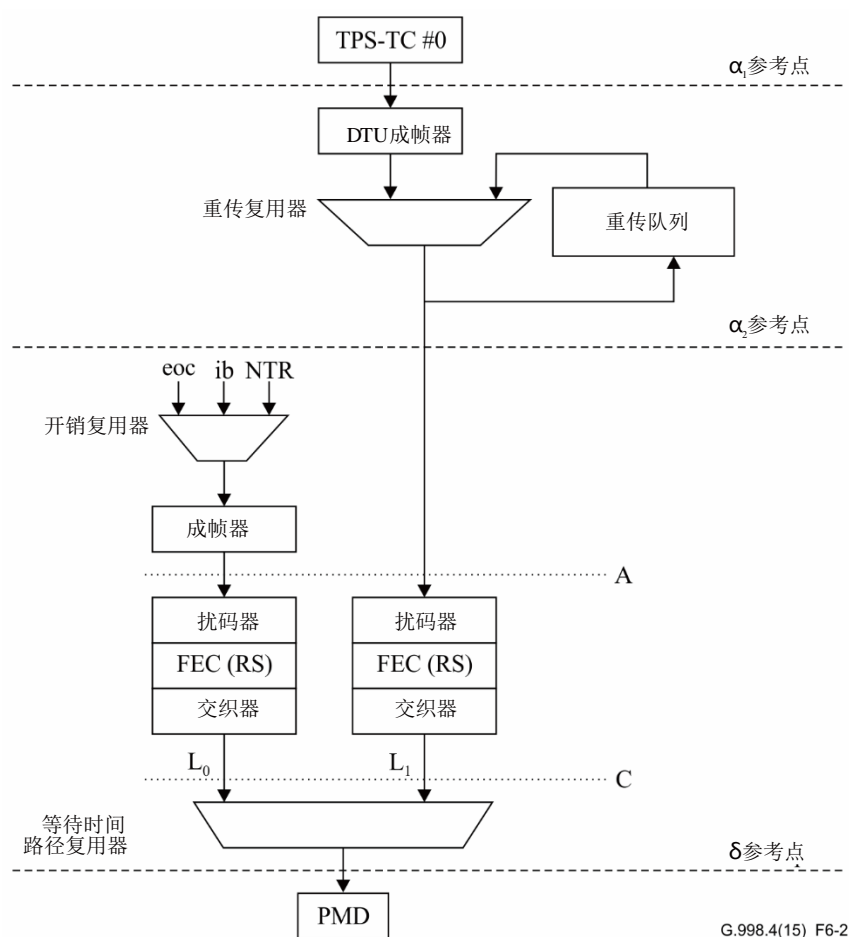 TPS-TC #0
α₁参考点
DTU成帧器
重传复用器
重传队列
α₂参考点
eoc ib NTR
开销复用器
成帧器
A
扰码器
FEC (RS)
交织器
扰码器
FEC (RS)
交织器
L₀ L₁
C
等待时间
路径复用器
δ参考点
PMD
G.998.4(15)_F6-2